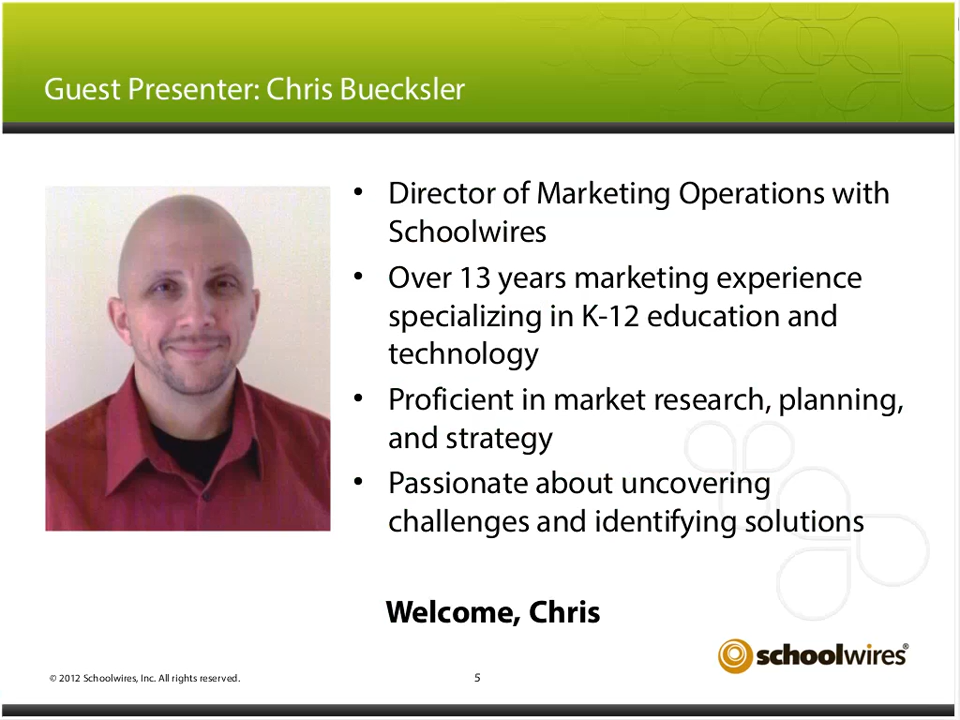 Guest Presenter: Chris Buecksler
• Director of Marketing Operations with
Schoolwires
• Over 13 years marketing experience
specializing in K-12 education and
technology
• Proficient in market research, planning,
and strategy
• Passionate about uncovering
challenges and identifying solutions
Welcome, Chris
schoolwires®
© 2012 Schoolwires, Inc. All rights reserved.
5